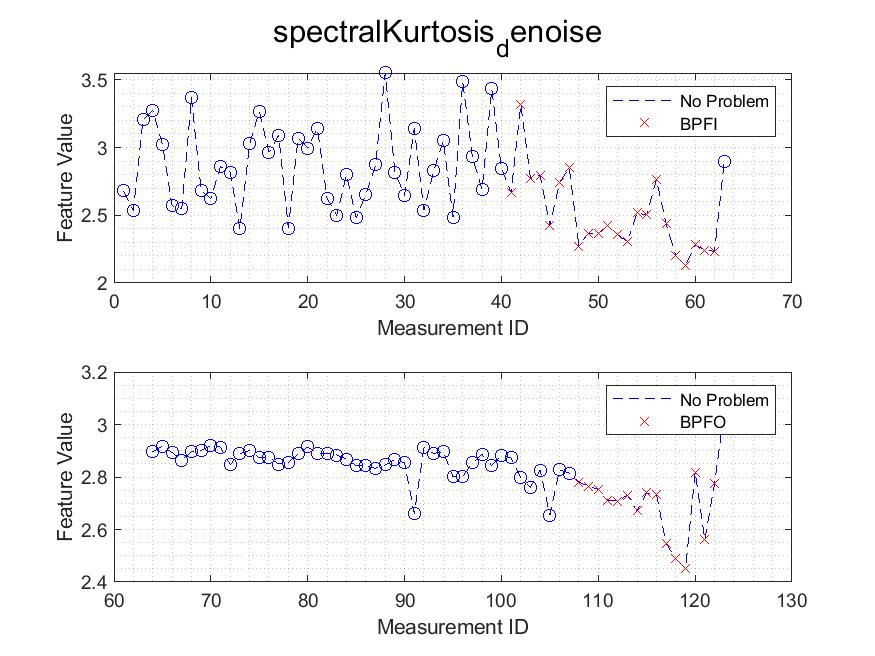 spectralKurtosis_denoise
3.5
3
2.5
2
Feature Value
No Problem
BPFI
0 10 20 30 40 50 60 70
Measurement ID
3.2
3
2.8
2.6
2.4
Feature Value
No Problem
BPFO
60 70 80 90 100 110 120 130
Measurement ID